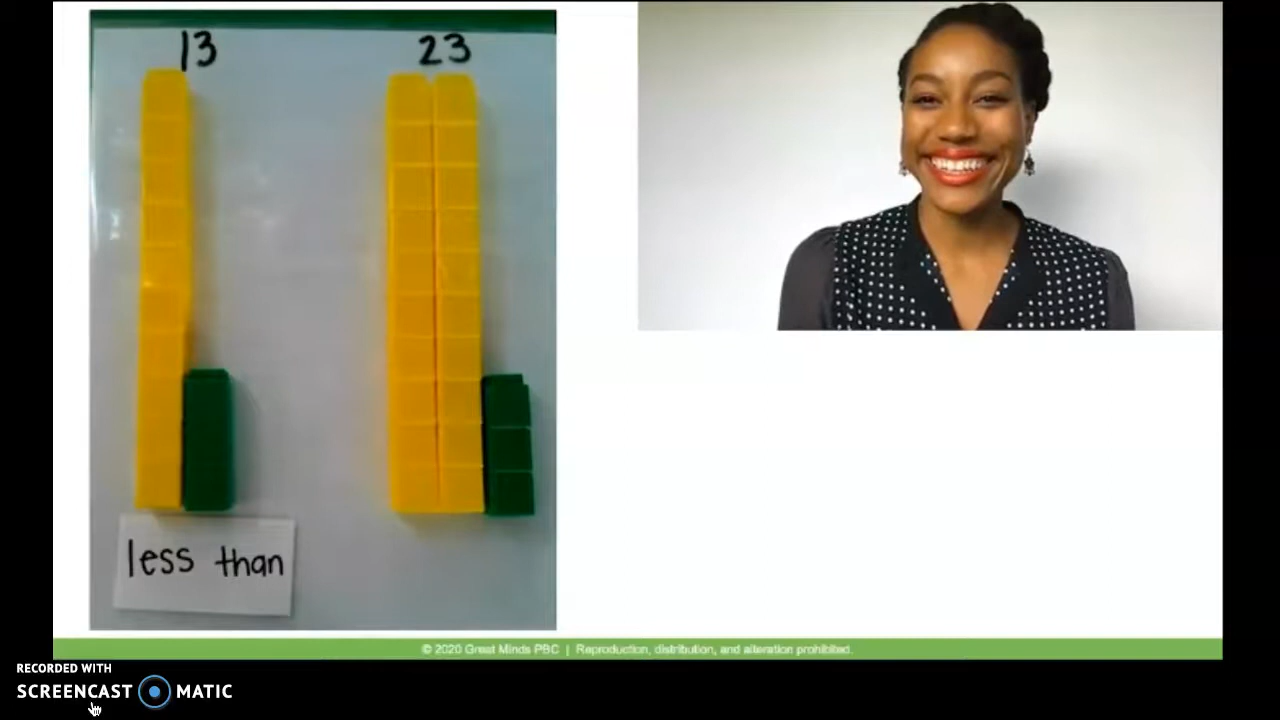 13 23
less than
© 2020 Great Minds PBC | Reproduction, distribution, and alteration prohibited.
RECORDED WITH
SCREENCAST MATIC